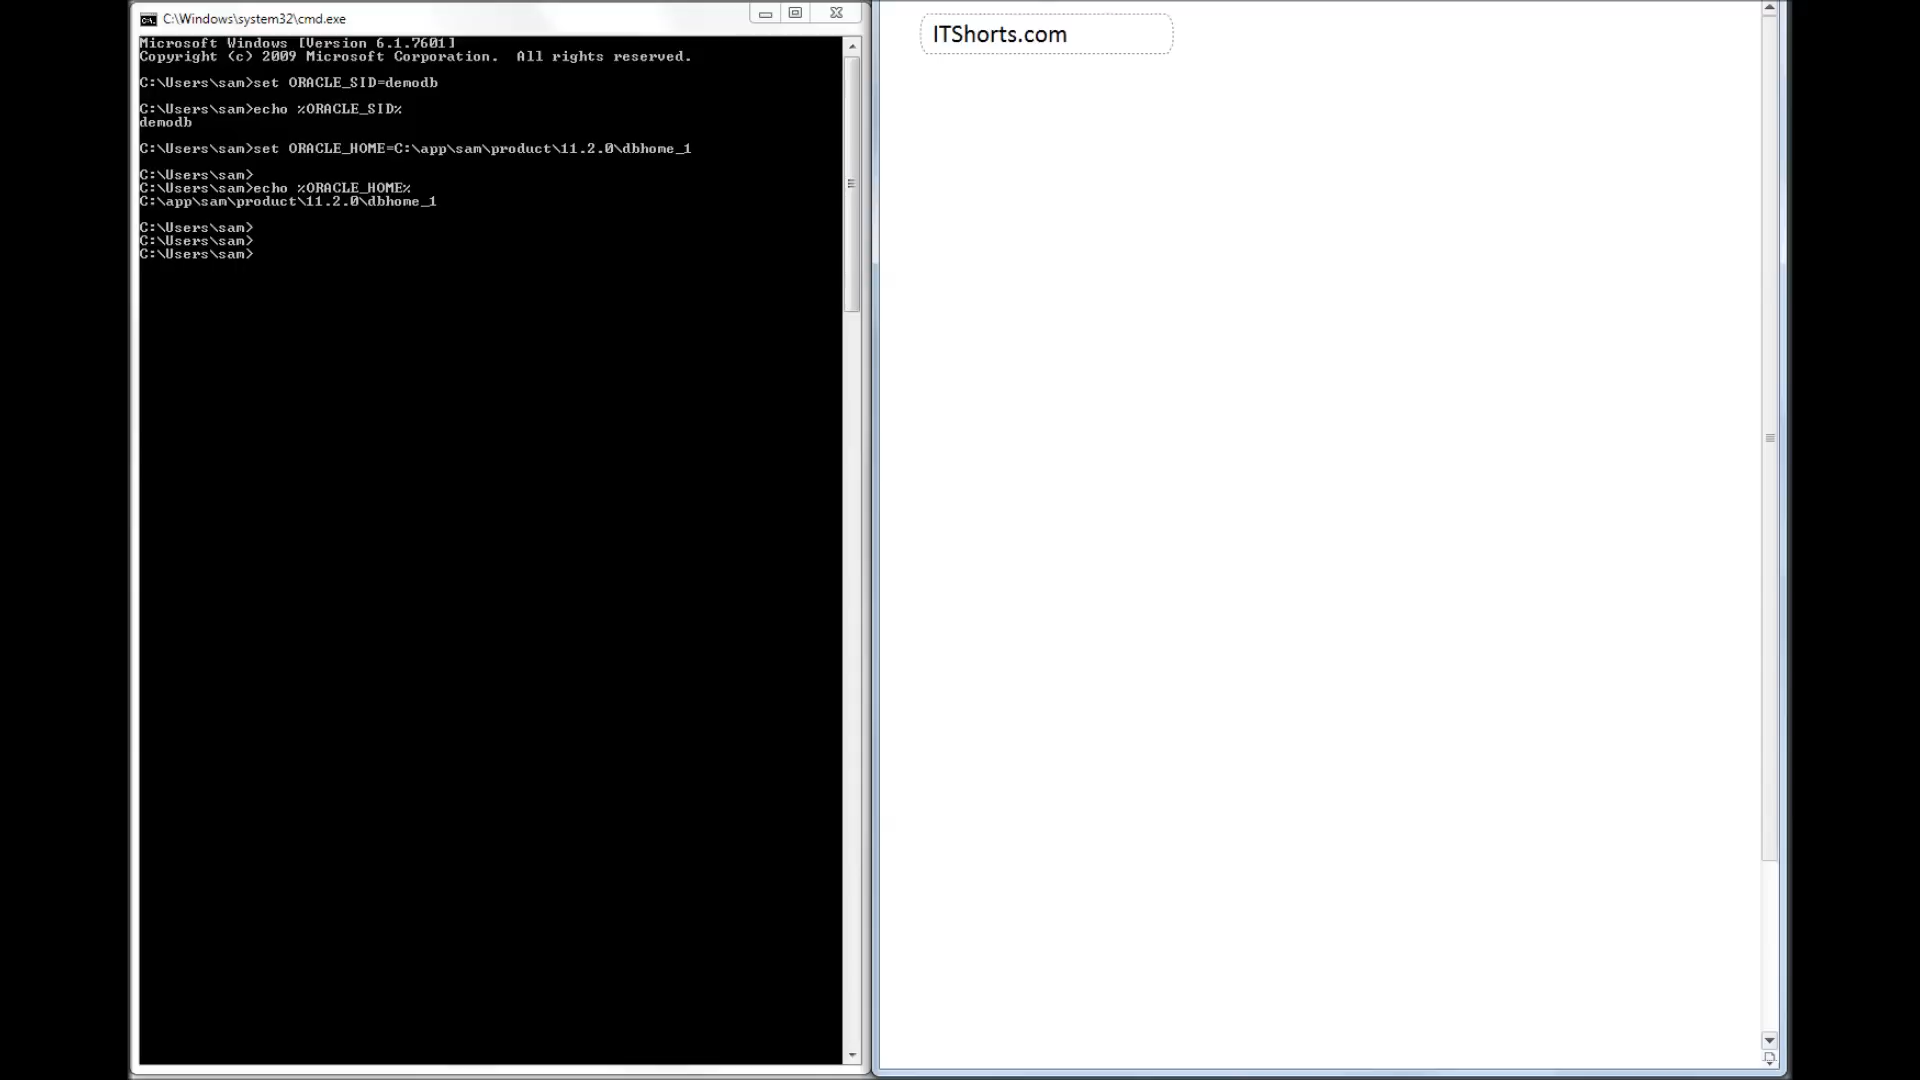 C:\Windows\system32\cmd.exe
Microsoft Windows [Version 6.1.7601]
Copyright (c) 2009 Microsoft Corporation.  All rights reserved.
C:\Users\sam>set ORACLE_SID=demodb
C:\Users\sam>echo %ORACLE_SID%
demodb
C:\Users\sam>set ORACLE_HOME=C:\app\sam\product\11.2.0\dbhome_1
C:\Users\sam>
C:\Users\sam>echo %ORACLE_HOME%
C:\app\sam\product\11.2.0\dbhome_1
C:\Users\sam>
C:\Users\sam>
C:\Users\sam>
ITShorts.com